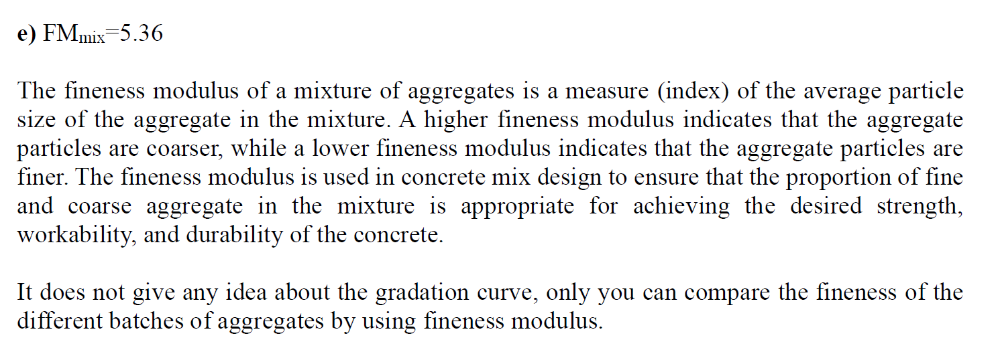 e) FMmix=5.36
The fineness modulus of a mixture of aggregates is a measure (index) of the average particle
size of the aggregate in the mixture. A higher fineness modulus indicates that the aggregate
particles are coarser, while a lower fineness modulus indicates that the aggregate particles are
finer. The fineness modulus is used in concrete mix design to ensure that the proportion of fine
and coarse aggregate in the mixture is appropriate for achieving the desired strength,
workability, and durability of the concrete.
It does not give any idea about the gradation curve, only you can compare the fineness of the
different batches of aggregates by using fineness modulus.